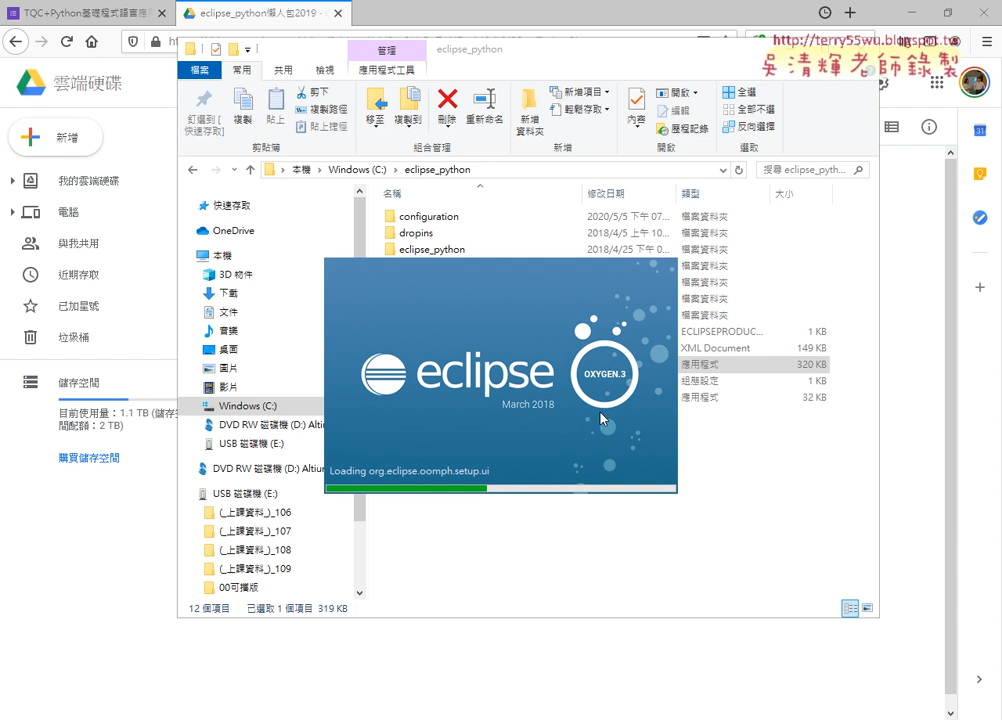 TQC+Python基礎程式語言應
eclipse_python懶人包2019 -
http://terry55wu.blogspot.tw
吳清輝老師錄製
雲端硬碟
新增
我的雲端硬碟
電腦
與我共用
近期存取
已加星號
垃圾桶
儲存空間
目前使用量：1.1 TB (儲存空
間配額：2 TB)
購買儲存空間
管理
eclipse_python
檔案
常用
共用
檢視
應用程式工具
釘選到 [
快速存取]
複製
貼上
剪下
複製路徑
貼上捷徑
剪貼簿
移至
複製到
刪除
重新命名
組合管理
新增
資料夾
新增項目
輕鬆存取
新增
內容
開啟
編輯
歷程記錄
開啟
全選
全部不選
反向選擇
選取
本機 › Windows (C:) › eclipse_python
搜尋 eclipse_pyth...
名稱
修改日期
類型
大小
快速存取
OneDrive
本機
3D 物件
下載
文件
音樂
桌面
圖片
影片
Windows (C:)
DVD RW 磁碟機 (D:) Altiu
USB 磁碟機 (E:)
DVD RW 磁碟機 (D:) Altium
USB 磁碟機 (E:)
(_上課資料_)_106
(_上課資料_)_107
(_上課資料_)_108
(_上課資料_)_109
00可攜版
configuration
2020/5/5 下午 07...
檔案資料夾
dropins
2018/4/5 上午 10...
檔案資料夾
eclipse_python
2018/4/25 下午 0...
檔案資料夾
檔案資料夾
檔案資料夾
檔案資料夾
檔案資料夾
ECLIPSEPRODUC...
1 KB
XML Document
149 KB
應用程式
320 KB
組態設定
1 KB
應用程式
32 KB
eclipse
OXYGEN.3
March 2018
Loading org.eclipse.oomph.setup.ui
12 個項目
已選取 1 個項目
319 KB
31